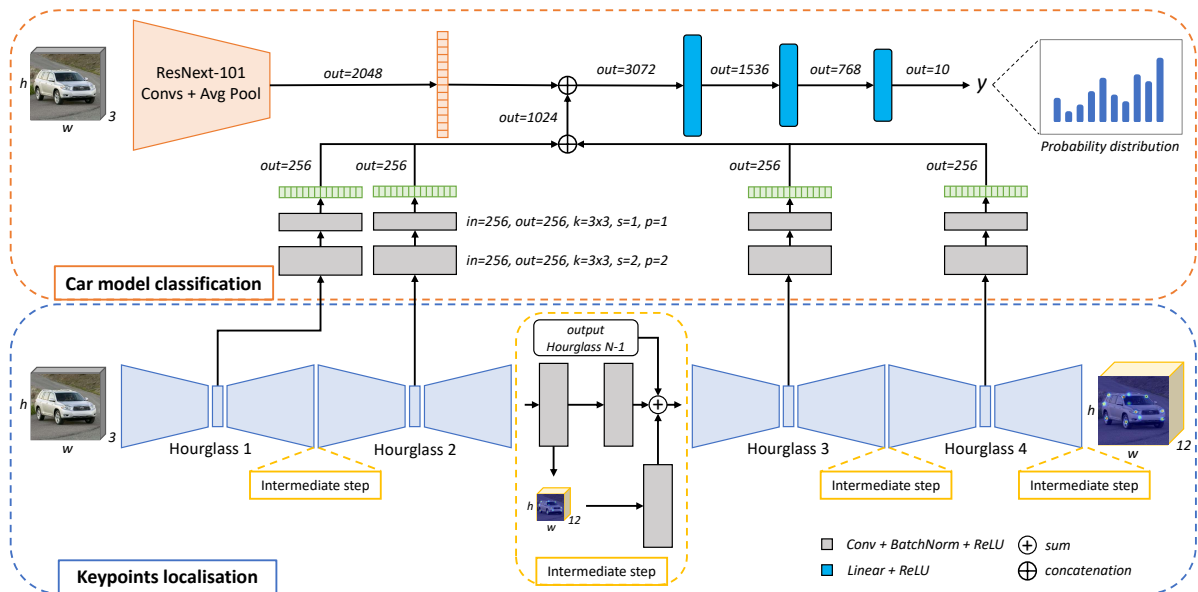 h
w
3
ResNext-101
Convs + Avg Pool
out=2048
out=1024
out=3072
out=1536
out=768
out=10
y
Probability distribution
out=256
out=256
out=256
out=256
in=256, out=256, k=3x3, s=1, p=1
in=256, out=256, k=3x3, s=2, p=2
Car model classification
h
w
3
Hourglass 1
Intermediate step
Hourglass 2
output
Hourglass N-1
h
w
12
Intermediate step
Hourglass 3
Intermediate step
Hourglass 4
Intermediate step
h
w
12
Conv + BatchNorm + ReLU
sum
Linear + ReLU
concatenation
Keypoints localisation